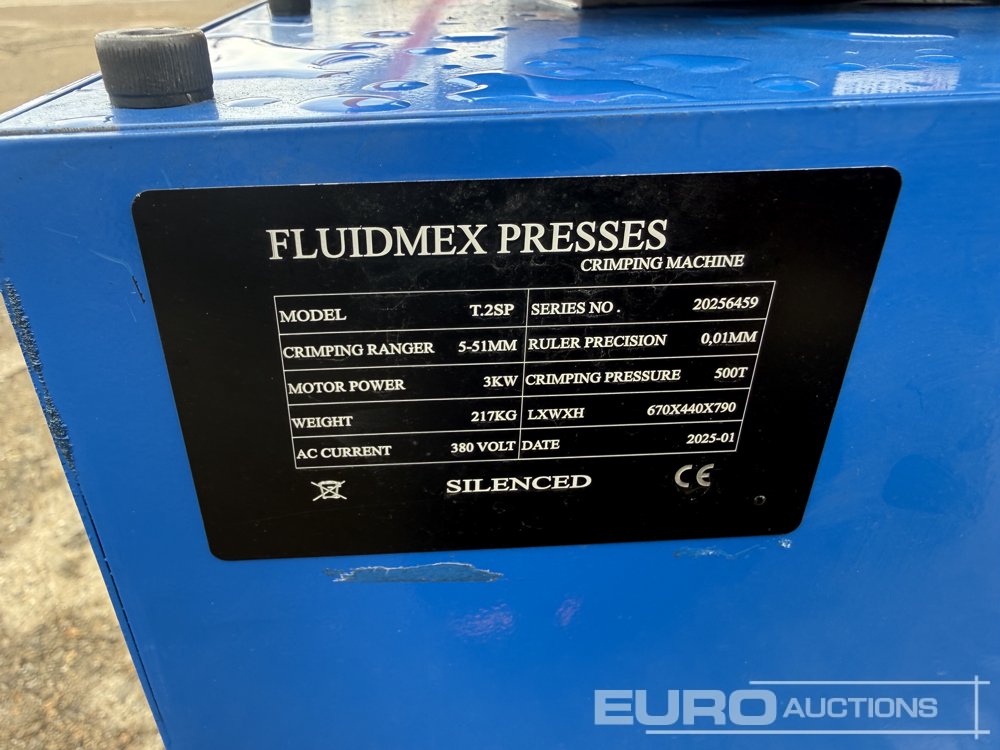 FLUIDMEX PRESSES
CRIMPING MACHINE
MODEL T.2SP SERIES NO . 20256459
CRIMPING RANGER 5-51MM RULER PRECISION 0,01MM
MOTOR POWER 3KW CRIMPING PRESSURE 500T
WEIGHT 217KG LXWXH 670X440X790
AC CURRENT 380 VOLT DATE 2025-01
SILENCED CE
EURO AUCTIONS